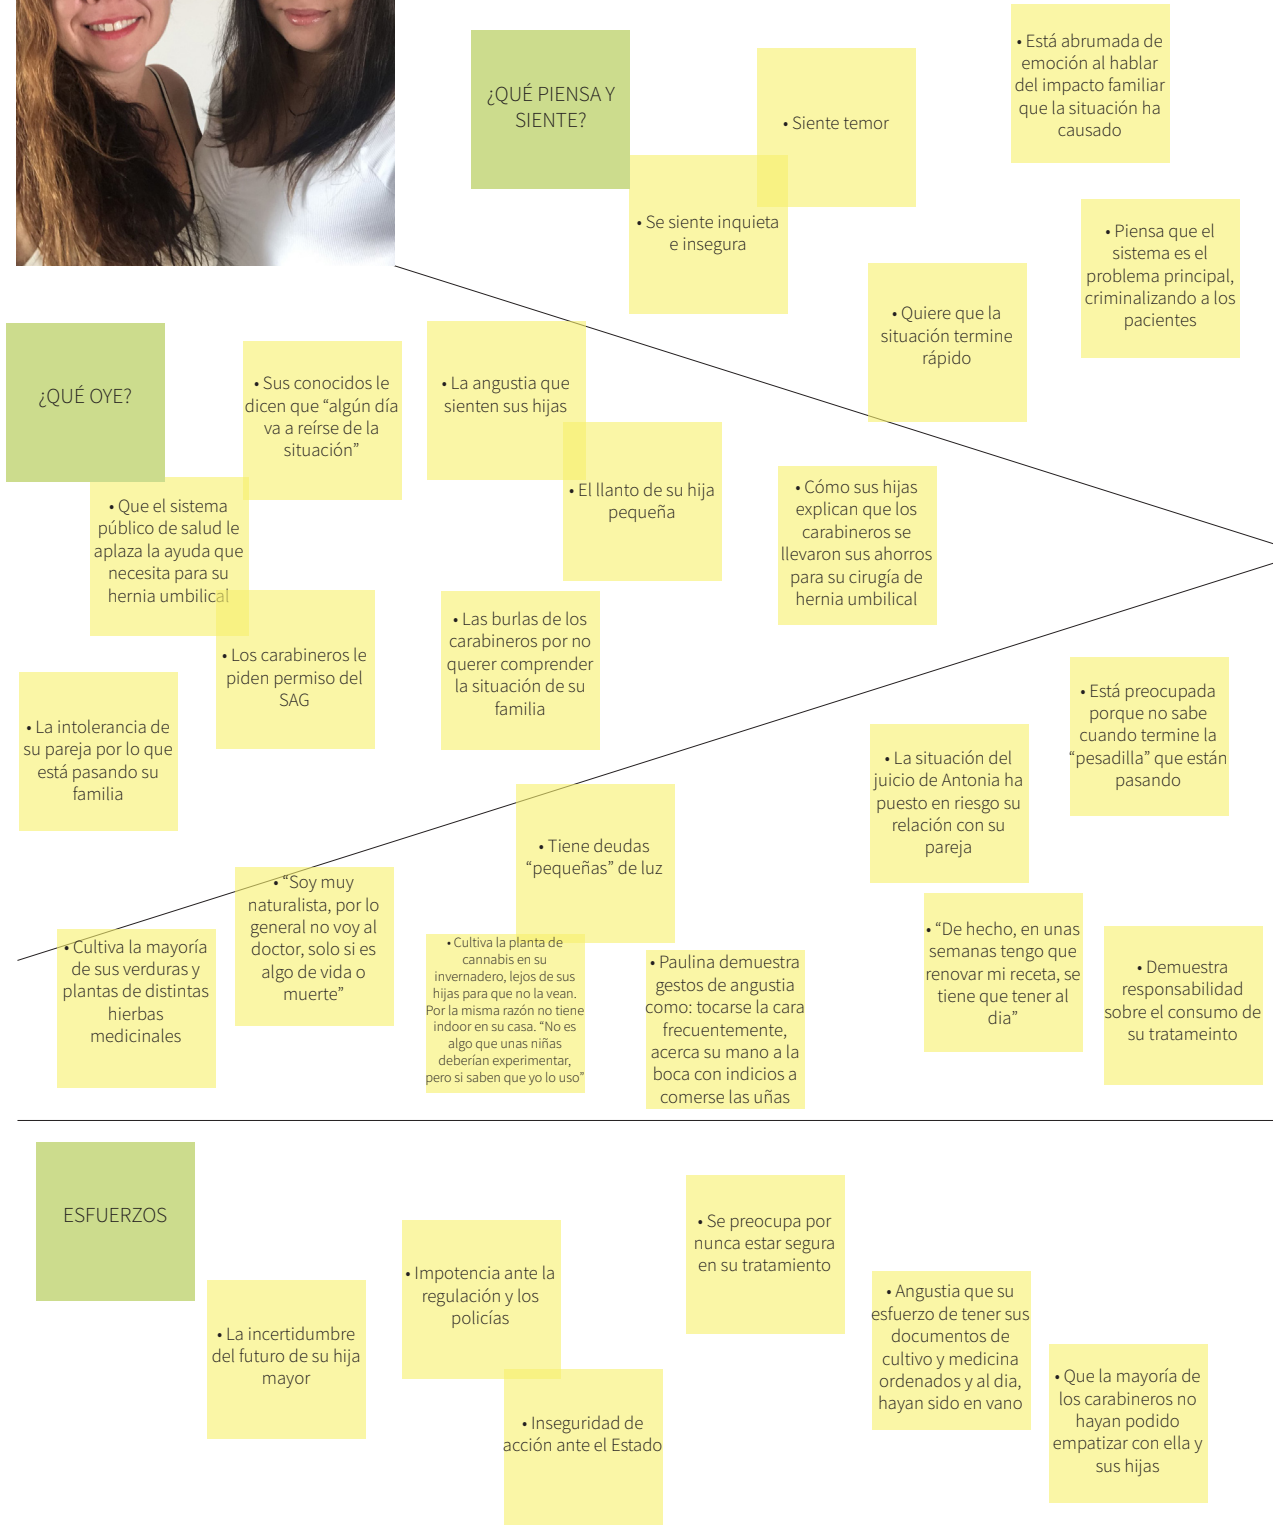 ¿QUÉ PIENSA Y
SIENTE?
• Siente temor
• Está abrumada de
emoción al hablar
del impacto familiar
que la situación ha
causado
• Se siente inquieta
e insegura
• Piensa que el
sistema es el
problema principal,
criminalizando a los
pacientes
• Quiere que la
situación termine
rápido
¿QUÉ OYE?
• Sus conocidos le
dicen que “algún día
va a reírse de la
situación”
• La angustia que
sienten sus hijas
• El llanto de su hija
pequeña
• Cómo sus hijas
explican que los
carabineros se
llevaron sus ahorros
para su cirugía de
hernia umbilical
• Que el sistema
público de salud le
aplaza la ayuda que
necesita para su
hernia umbilical
• Los carabineros le
piden permiso del
SAG
• Las burlas de los
carabineros por no
querer comprender
la situación de su
familia
• La intolerancia de
su pareja por lo que
está pasando su
familia
• Está preocupada
porque no sabe
cuando termine la
“pesadilla” que están
pasando
• La situación del
juicio de Antonia ha
puesto en riesgo su
relación con su
pareja
• Tiene deudas
“pequeñas” de luz
• “Soy muy
naturalista, por lo
general no voy al
doctor, solo si es
algo de vida o
muerte”
• Cultiva la mayoría
de sus verduras y
plantas de distintas
hierbas
medicinales
• Cultiva la planta de
cannabis en su
invernadero, lejos de sus
hijas para que no la vean.
Por la misma razón no tiene
indoor en su casa. “No es
algo que unas niñas
deberían experimentar,
pero si saben que yo lo uso”
• Paulina demuestra
gestos de angustia
como: tocarse la cara
frecuentemente,
acerca su mano a la
boca con indicios a
comerse las uñas
• “De hecho, en unas
semanas tengo que
renovar mi receta, se
tiene que tener al
dia”
• Demuestra
responsabilidad
sobre el consumo de
su tratameinto
ESFUERZOS
• La incertidumbre
del futuro de su hija
mayor
• Impotencia ante la
regulación y los
policías
• Inseguridad de
acción ante el Estado
• Se preocupa por
nunca estar segura
en su tratamiento
• Angustia que su
esfuerzo de tener sus
documentos de
cultivo y medicina
ordenados y al dia,
hayan sido en vano
• Que la mayoría de
los carabineros no
hayan podido
empatizar con ella y
sus hijas